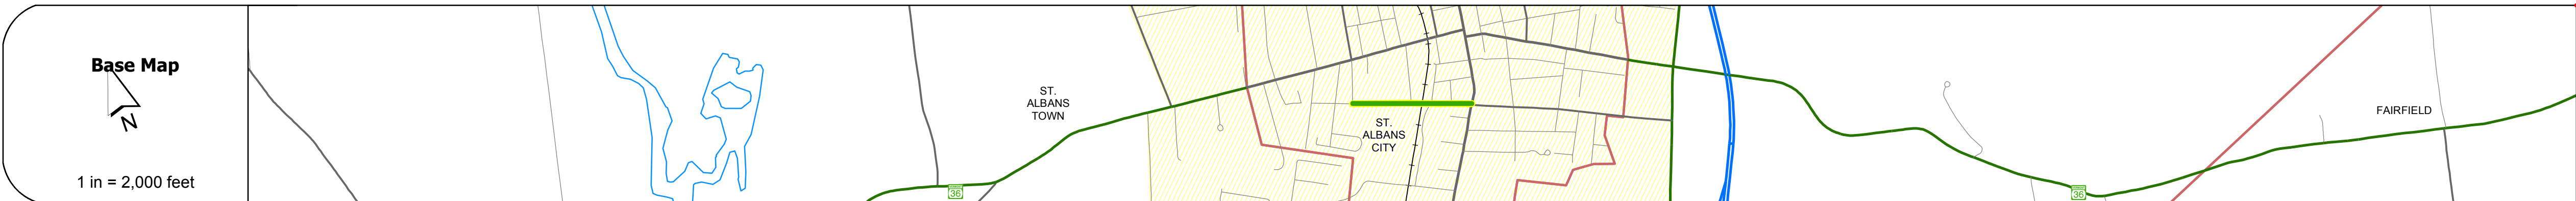 Base Map
N
1 in = 2,000 feet
ST.
ALBANS
TOWN
36
ST.
ALBANS
CITY
36
FAIRFIELD